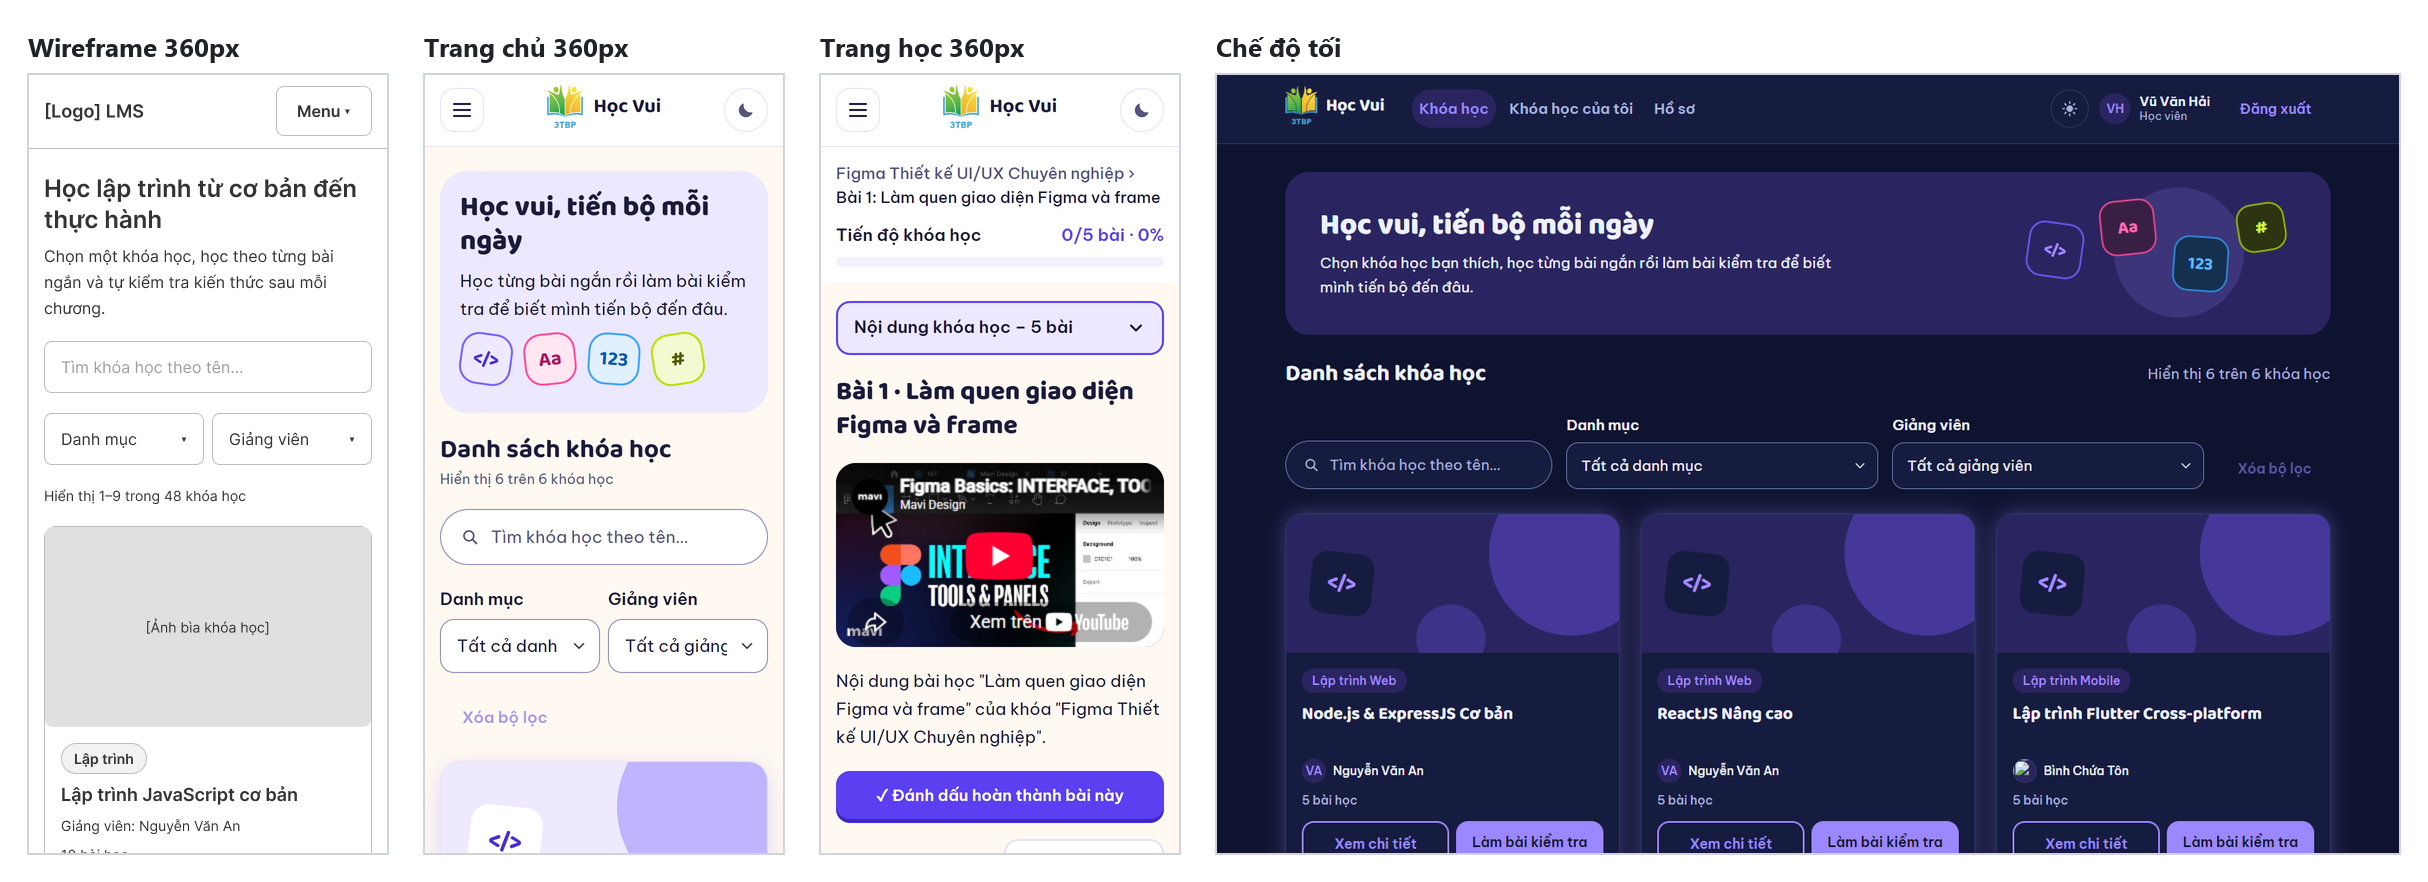 Wireframe 360px
[Logo] LMS
Menu ▾
Học lập trình từ cơ bản đến
thực hành
Chọn một khóa học, học theo từng bài
ngắn và tự kiểm tra kiến thức sau mỗi
chương.
Tìm khóa học theo tên...
Danh mục ▾
Giảng viên ▾
Hiển thị 1–9 trong 48 khóa học
[Ảnh bìa khóa học]
Lập trình
Lập trình JavaScript cơ bản
Giảng viên: Nguyễn Văn An
Trang chủ 360px
3TBP
Học Vui
Học vui, tiến bộ mỗi
ngày
Học từng bài ngắn rồi làm bài kiểm
tra để biết mình tiến bộ đến đâu.
</> Aa 123 #
Danh sách khóa học
Hiển thị 6 trên 6 khóa học
Tìm khóa học theo tên...
Danh mục
Giảng viên
Tất cả danh
Tất cả giảng
Xóa bộ lọc
</>
Trang học 360px
3TBP
Học Vui
Figma Thiết kế UI/UX Chuyên nghiệp ›
Bài 1: Làm quen giao diện Figma và frame
Tiến độ khóa học
0/5 bài · 0%
Nội dung khóa học – 5 bài
Bài 1 · Làm quen giao diện
Figma và frame
mavi
Figma Basics: INTERFACE, TOO
Mavi Design
Design Prototype Inspect
Background
C1C1C1 100%
Export
TOOLS & PANELS
Xem trên YouTube
mavi
Nội dung bài học "Làm quen giao diện
Figma và frame" của khóa "Figma Thiết
kế UI/UX Chuyên nghiệp".
✓ Đánh dấu hoàn thành bài này
Chế độ tối
3TBP
Học Vui
Khóa học
Khóa học của tôi
Hồ sơ
VH
Vũ Văn Hải
Học viên
Đăng xuất
Học vui, tiến bộ mỗi ngày
Chọn khóa học bạn thích, học từng bài ngắn rồi làm bài kiểm tra để biết
mình tiến bộ đến đâu.
</> Aa 123 #
Danh sách khóa học
Hiển thị 6 trên 6 khóa học
Danh mục
Giảng viên
Tìm khóa học theo tên...
Tất cả danh mục
Tất cả giảng viên
Xóa bộ lọc
</>
Lập trình Web
Node.js & ExpressJS Cơ bản
VA Nguyễn Văn An
5 bài học
Xem chi tiết
Làm bài kiểm tra
</>
Lập trình Web
ReactJS Nâng cao
VA Nguyễn Văn An
5 bài học
Xem chi tiết
Làm bài kiểm tra
</>
Lập trình Mobile
Lập trình Flutter Cross-platform
Bình Chứa Tôn
5 bài học
Xem chi tiết
Làm bài kiểm tra